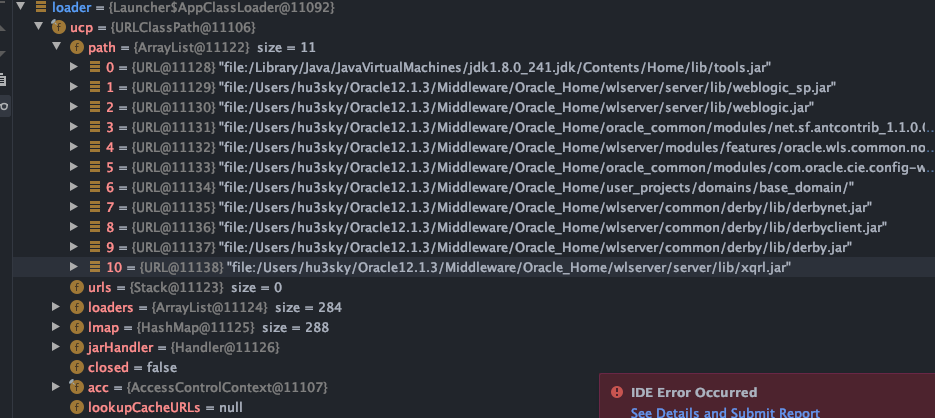 loader = {Launcher$AppClassLoader@11092}
ucp = {URLClassPath@11106}
path = {ArrayList@11122} size = 11
0 = {URL@11128} "file:/Library/Java/JavaVirtualMachines/jdk1.8.0_241.jdk/Contents/Home/lib/tools.jar"
1 = {URL@11129} "file:/Users/hu3sky/Oracle12.1.3/Middleware/Oracle_Home/wlserver/server/lib/weblogic_sp.jar"
2 = {URL@11130} "file:/Users/hu3sky/Oracle12.1.3/Middleware/Oracle_Home/wlserver/server/lib/weblogic.jar"
3 = {URL@11131} "file:/Users/hu3sky/Oracle12.1.3/Middleware/Oracle_Home/oracle_common/modules/net.sf.antcontrib_1.1.0.
4 = {URL@11132} "file:/Users/hu3sky/Oracle12.1.3/Middleware/Oracle_Home/wlserver/modules/features/oracle.wls.common.no
5 = {URL@11133} "file:/Users/hu3sky/Oracle12.1.3/Middleware/Oracle_Home/oracle_common/modules/com.oracle.cie.config-w
6 = {URL@11134} "file:/Users/hu3sky/Oracle12.1.3/Middleware/Oracle_Home/user_projects/domains/base_domain/"
7 = {URL@11135} "file:/Users/hu3sky/Oracle12.1.3/Middleware/Oracle_Home/wlserver/common/derby/lib/derbynet.jar"
8 = {URL@11136} "file:/Users/hu3sky/Oracle12.1.3/Middleware/Oracle_Home/wlserver/common/derby/lib/derbyclient.jar"
9 = {URL@11137} "file:/Users/hu3sky/Oracle12.1.3/Middleware/Oracle_Home/wlserver/common/derby/lib/derby.jar"
10 = {URL@11138} "file:/Users/hu3sky/Oracle12.1.3/Middleware/Oracle_Home/wlserver/server/lib/xqrl.jar"
urls = {Stack@11123} size = 0
loaders = {ArrayList@11124} size = 284
lmap = {HashMap@11125} size = 288
jarHandler = {Handler@11126}
closed = false
acc = {AccessControlContext@11107}
lookupCacheURLs = null
IDE Error Occurred
See Details and Submit Report